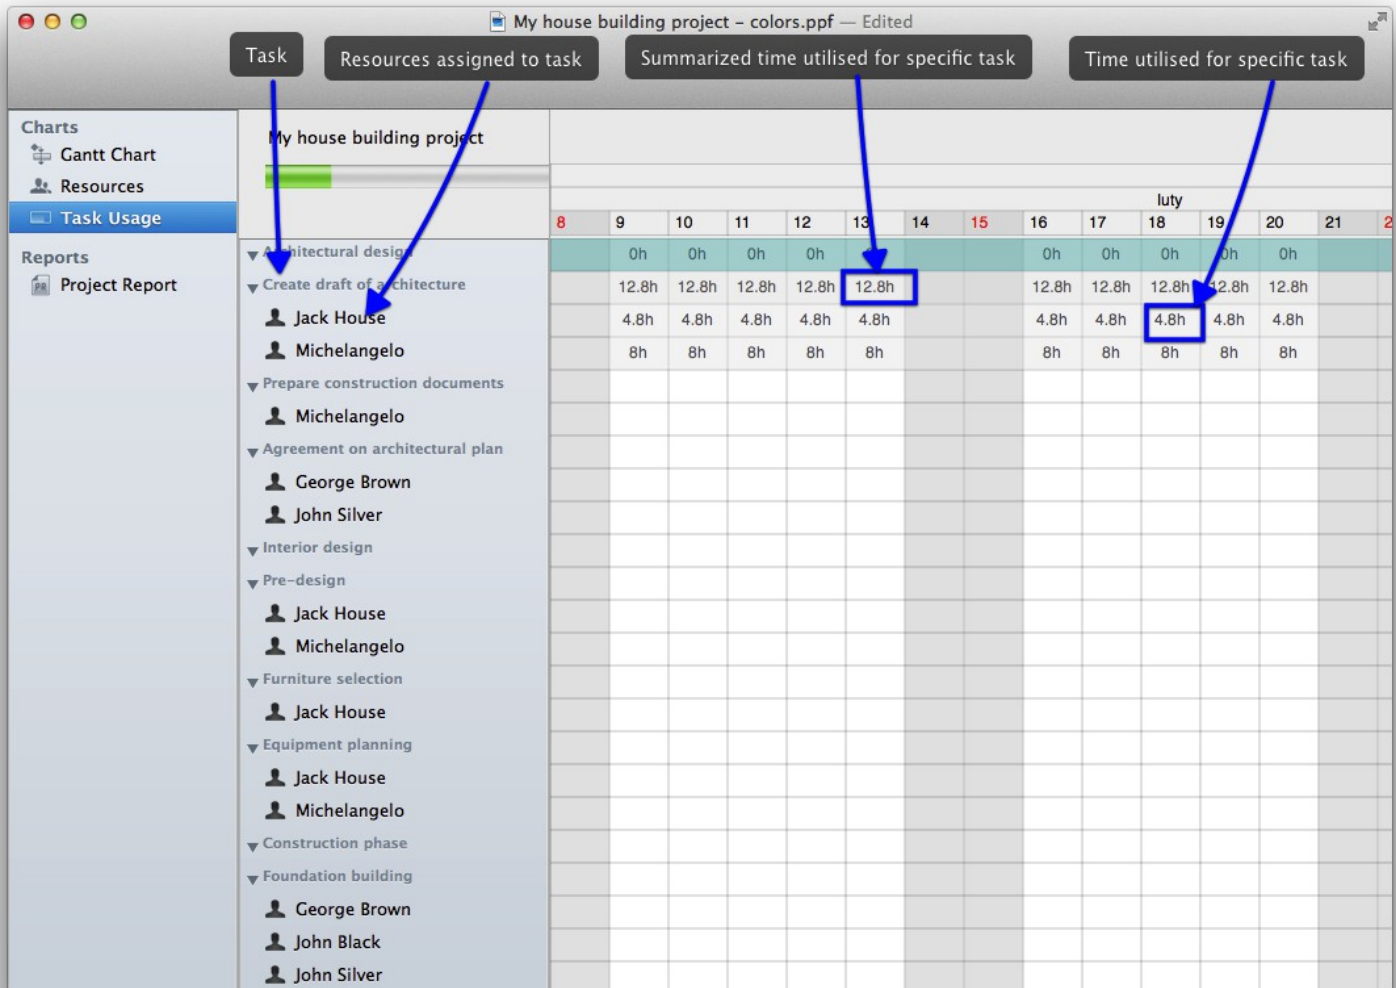 My house building project – colors.ppf — Edited
Task
Resources assigned to task
Summarized time utilised for specific task
Time utilised for specific task
Charts
Gantt Chart
Resources
Task Usage
Reports
Project Report
My house building project
luty
8 9 10 11 12 13 14 15 16 17 18 19 20 21 2
Architectural design 0h 0h 0h 0h 0h 0h 0h 0h 0h
Create draft of architecture 12.8h 12.8h 12.8h 12.8h 12.8h 12.8h 12.8h 12.8h 12.8h 12.8h
Jack House 4.8h 4.8h 4.8h 4.8h 4.8h 4.8h 4.8h 4.8h 4.8h 4.8h
Michelangelo 8h 8h 8h 8h 8h 8h 8h 8h 8h 8h
Prepare construction documents
Michelangelo
Agreement on architectural plan
George Brown
John Silver
Interior design
Pre-design
Jack House
Michelangelo
Furniture selection
Jack House
Equipment planning
Jack House
Michelangelo
Construction phase
Foundation building
George Brown
John Black
John Silver